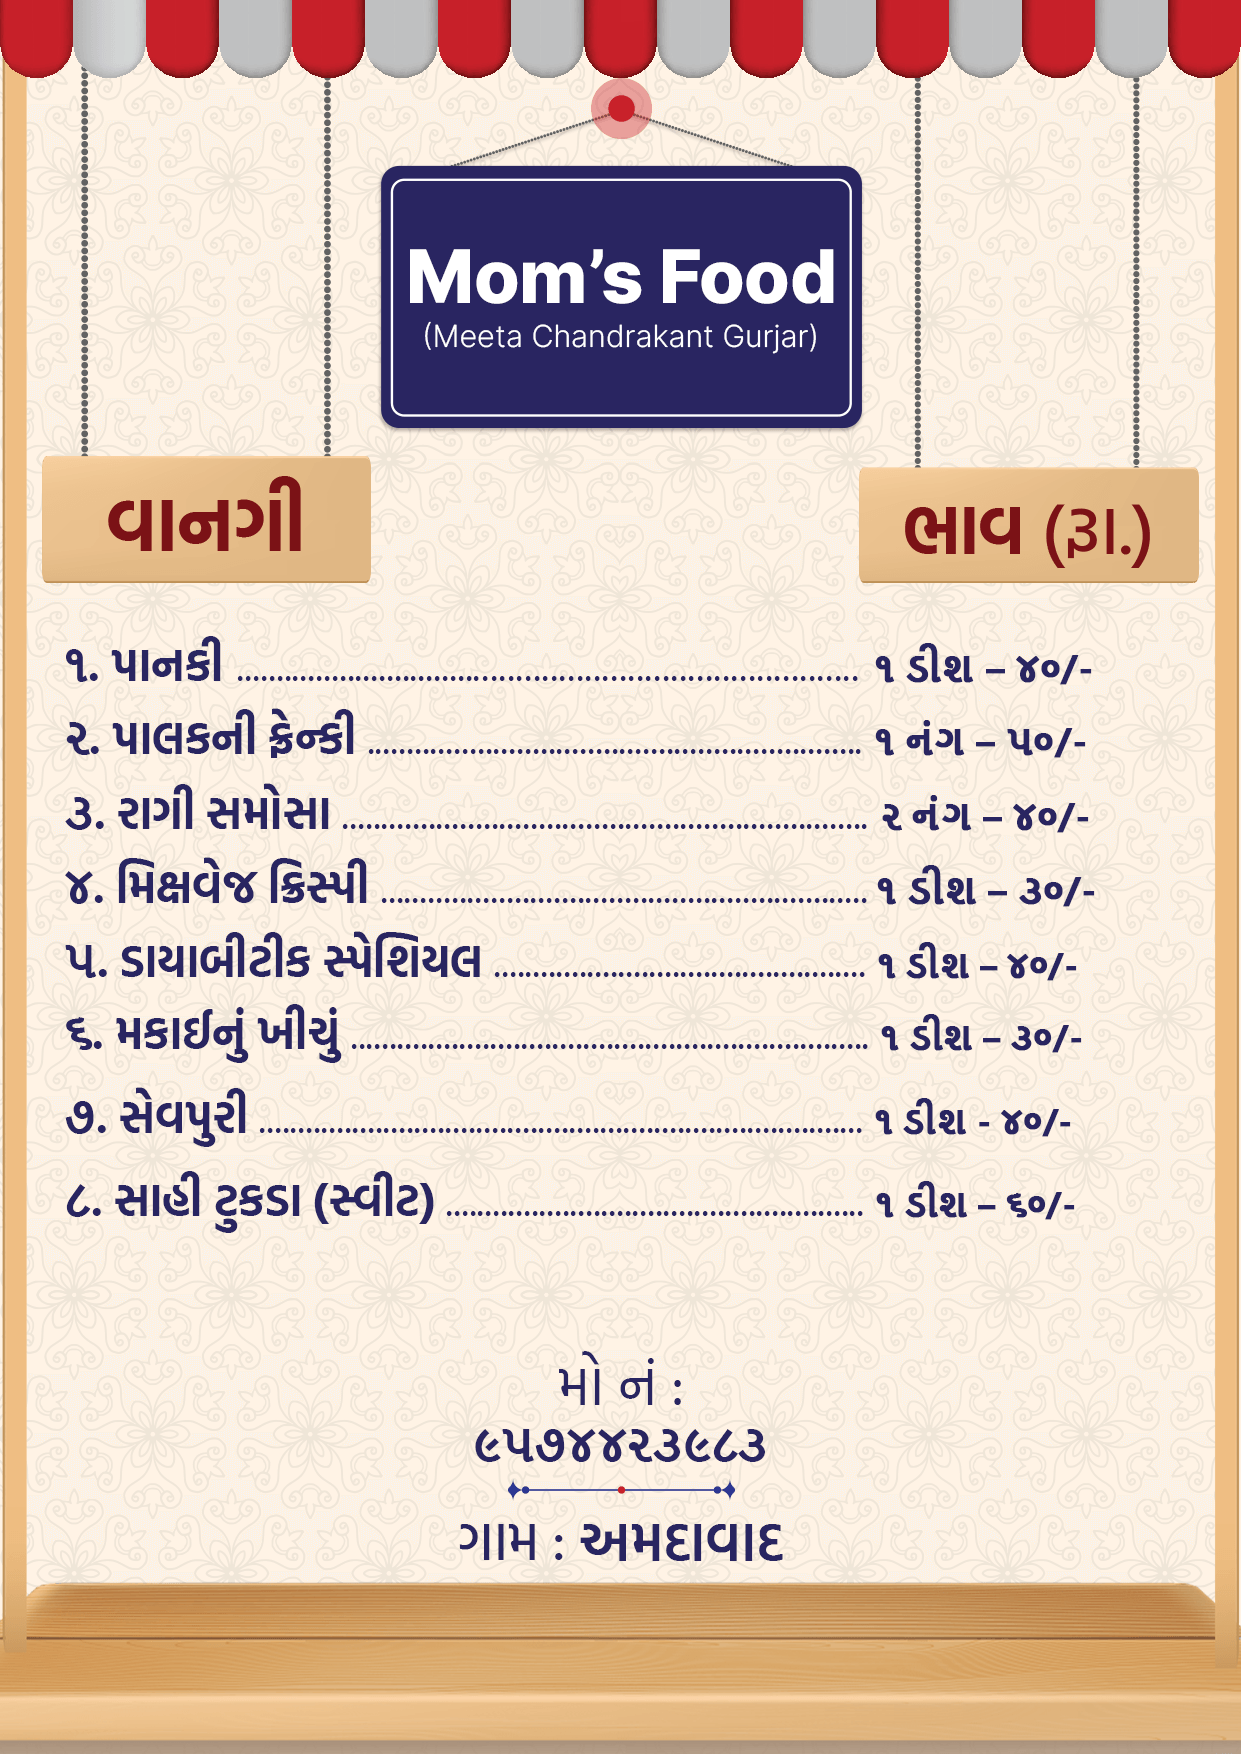 Mom’s Food
(Meeta Chandrakant Gurjar)
વાનગી
ભાવ (રૂા.)
૧. પાનકી ........ ૧ ડીશ – ૪૦/-
૨. પાલકની ફ્રેન્કી ........ ૧ નંગ – ૫૦/-
૩. રાગી સમોસા ........ ૨ નંગ – ૪૦/-
૪. મિક્ષવેજ ક્રિસ્પી ........ ૧ ડીશ – ૩૦/-
૫. ડાયાબીટીક સ્પેશિયલ ........ ૧ ડીશ – ૪૦/-
૬. મકાઈનું ખીચું ........ ૧ ડીશ – ૩૦/-
૭. સેવપુરી ........ ૧ ડીશ - ૪૦/-
૮. સાહી ટુકડા (સ્વીટ) ........ ૧ ડીશ – ૬૦/-
મો નં :
૯૫૭૪૪૨૩૯૮૩
ગામ : અમદાવાદ